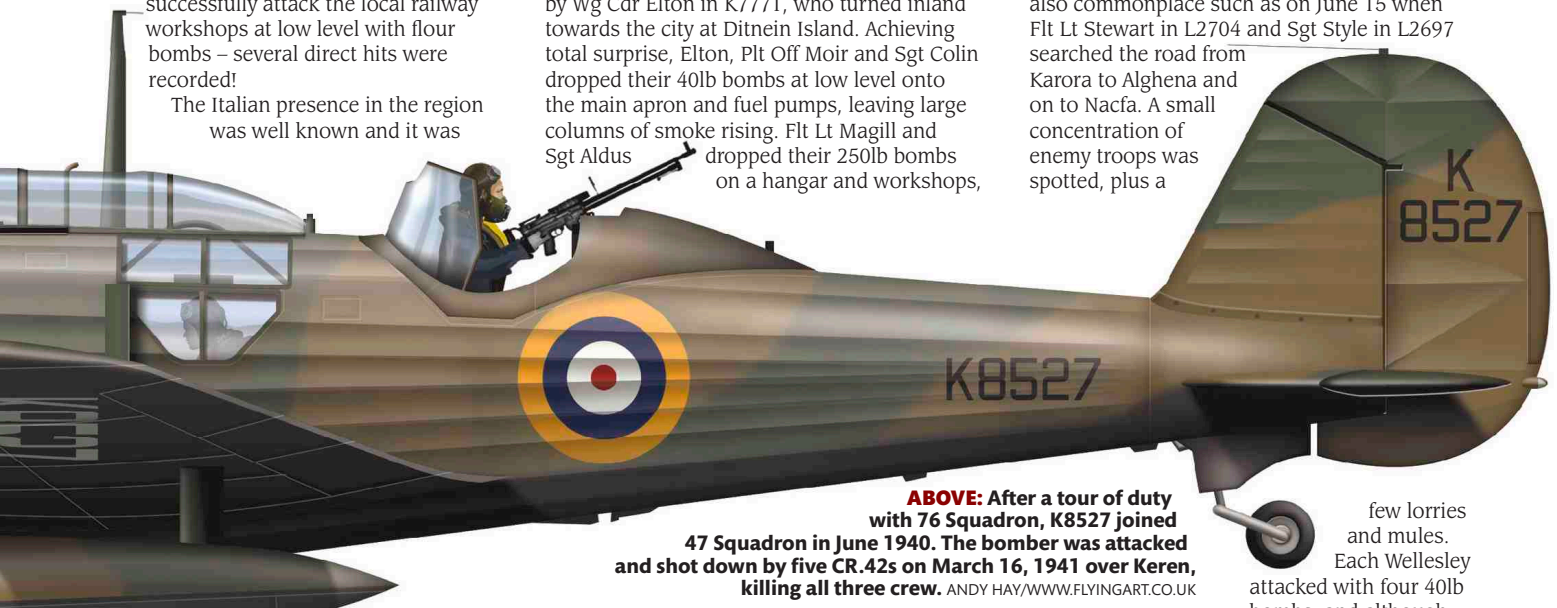 successfully attack the local railway
workshops at low level with flour
bombs – several direct hits were
recorded!
The Italian presence in the region
was well known and it was
by Wg Cdr Elton in K7771, who turned inland
towards the city at Ditnein Island. Achieving
total surprise, Elton, Plt Off Moir and Sgt Colin
dropped their 40lb bombs at low level onto
the main apron and fuel pumps, leaving large
columns of smoke rising. Flt Lt Magill and
Sgt Aldus dropped their 250lb bombs
on a hangar and workshops,
also commonplace such as on June 15 when
Flt Lt Stewart in L2704 and Sgt Style in L2697
searched the road from
Karora to Alghena and
on to Nacfa. A small
concentration of
enemy troops was
spotted, plus a
few lorries
and mules.
Each Wellesley
attacked with four 40lb
bombs, and although
K
8527
K8527
ABOVE: After a tour of duty
with 76 Squadron, K8527 joined
47 Squadron in June 1940. The bomber was attacked
and shot down by five CR.42s on March 16, 1941 over Keren,
killing all three crew. ANDY HAY/WWW.FLYINGART.CO.UK